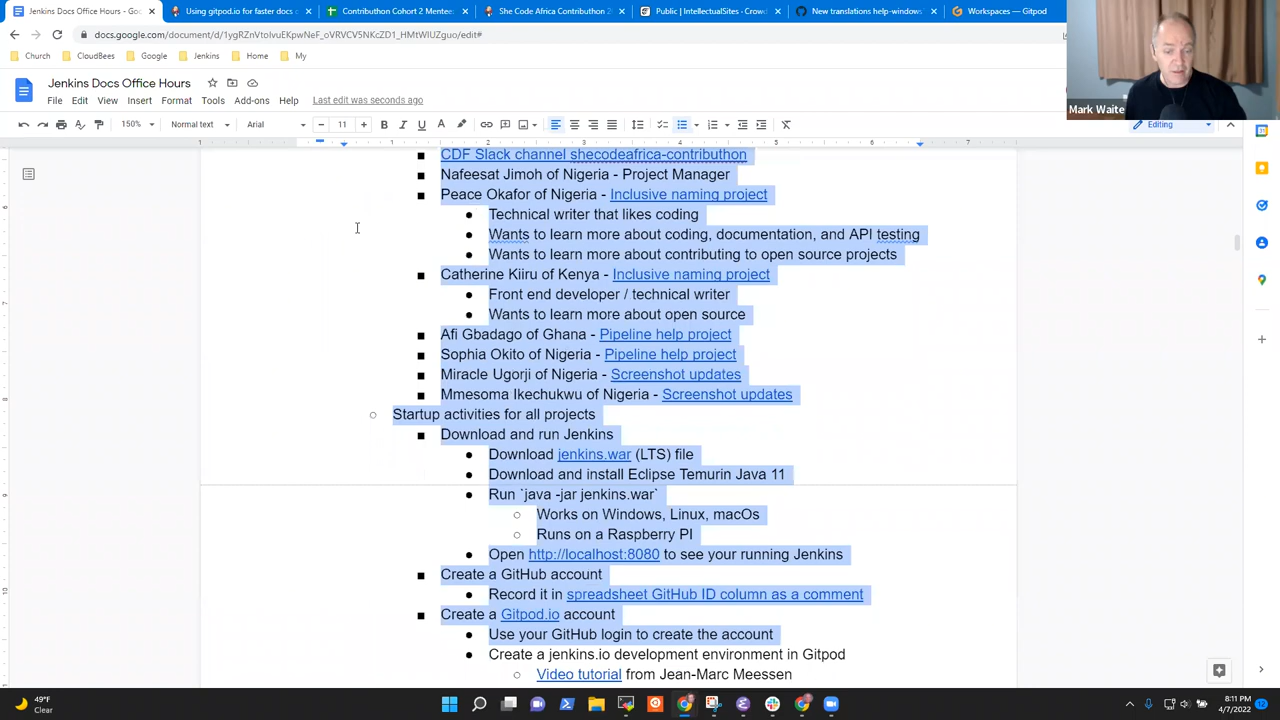 Jenkins Docs Office Hours - Goo
Using gitpod.io for faster docs
Contributhon Cohort 2 Mentee
She Code Africa Contributhon 2
Public | IntellectualSites - Crowd
New translations help-windows
Workspaces — Gitpod
docs.google.com/document/d/1ygRZnVtoIvuEKpwNeF_oVRVCV5NKcZD1_HMtWIUZguo/edit#
Church
CloudBees
Google
Jenkins
Home
My
Jenkins Docs Office Hours
File Edit View Insert Format Tools Add-ons Help Last edit was seconds ago
150% Normal text Arial 11
Editing
Mark Waite
CDF Slack channel shecodeafrica-contributhon
Nafeesat Jimoh of Nigeria - Project Manager
Peace Okafor of Nigeria - Inclusive naming project
Technical writer that likes coding
Wants to learn more about coding, documentation, and API testing
Wants to learn more about contributing to open source projects
Catherine Kiiru of Kenya - Inclusive naming project
Front end developer / technical writer
Wants to learn more about open source
Afi Gbadago of Ghana - Pipeline help project
Sophia Okito of Nigeria - Pipeline help project
Miracle Ugorji of Nigeria - Screenshot updates
Mmesoma Ikechukwu of Nigeria - Screenshot updates
Startup activities for all projects
Download and run Jenkins
Download jenkins.war (LTS) file
Download and install Eclipse Temurin Java 11
Run `java -jar jenkins.war`
Works on Windows, Linux, macOs
Runs on a Raspberry PI
Open http://localhost:8080 to see your running Jenkins
Create a GitHub account
Record it in spreadsheet GitHub ID column as a comment
Create a Gitpod.io account
Use your GitHub login to create the account
Create a jenkins.io development environment in Gitpod
Video tutorial from Jean-Marc Meessen
49°F
Clear
8:11 PM
4/7/2022